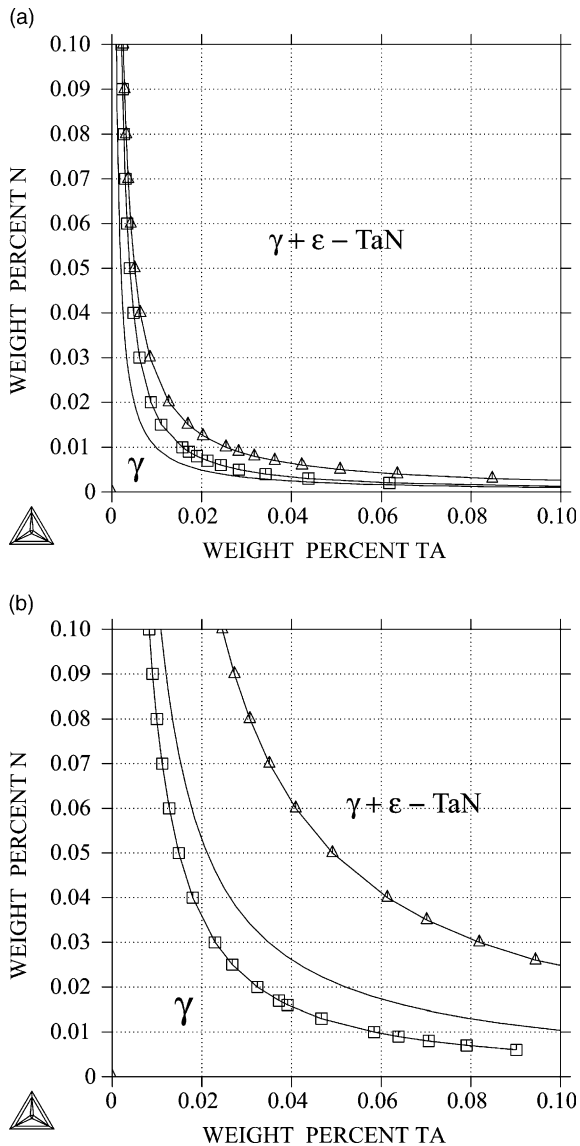 (a)
0.10
0.09
0.08
0.07
0.06
0.05
0.04
0.03
0.02
0.01
0
WEIGHT PERCENT N
γ + ε – TaN
γ
0 0.02 0.04 0.06 0.08 0.10
WEIGHT PERCENT TA
(b)
0.10
0.09
0.08
0.07
0.06
0.05
0.04
0.03
0.02
0.01
0
WEIGHT PERCENT N
γ + ε – TaN
γ
0 0.02 0.04 0.06 0.08 0.10
WEIGHT PERCENT TA